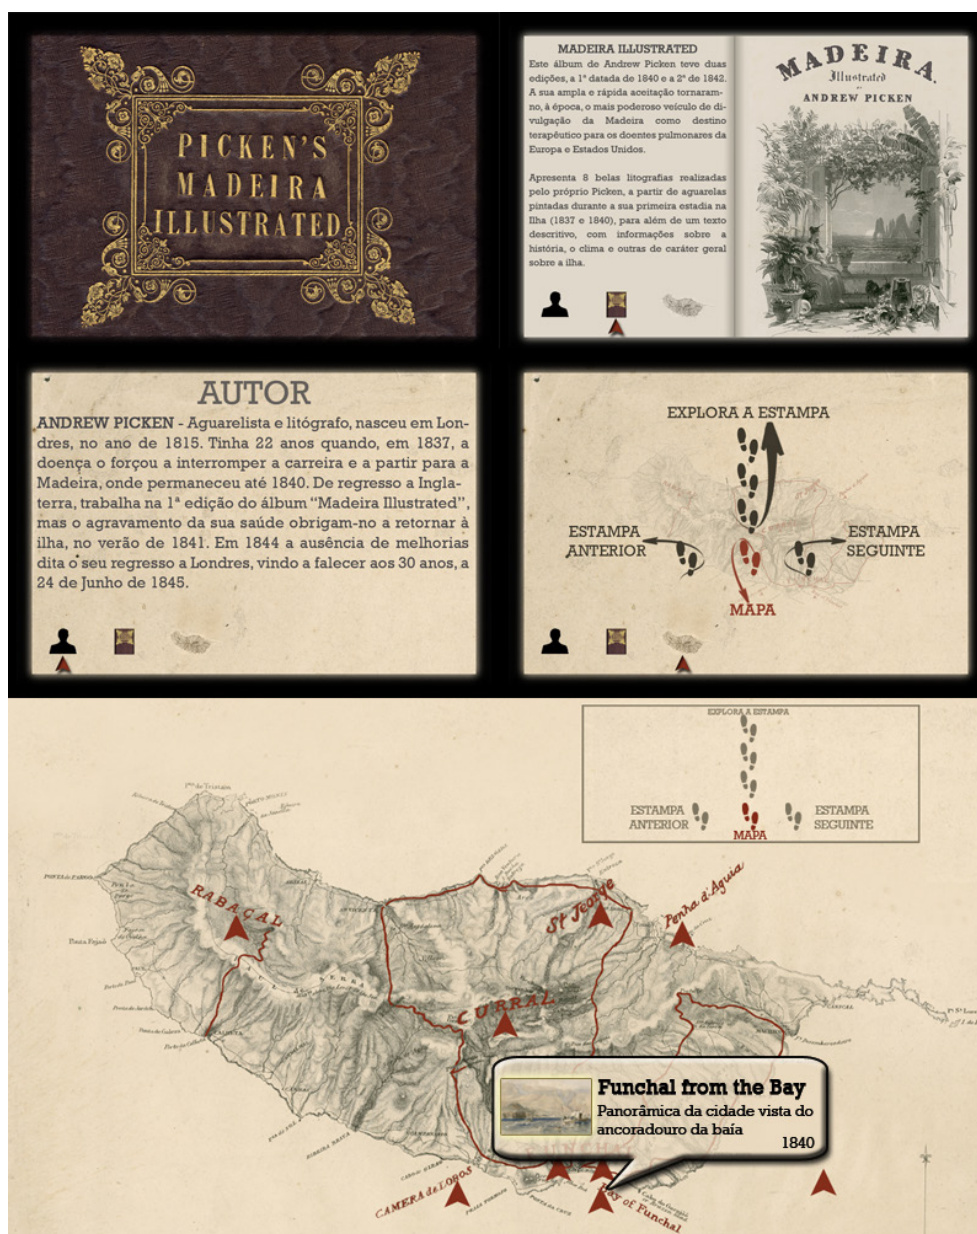 PICKEN'S
MADEIRA
ILLUSTRATED
MADEIRA ILLUSTRATED
Este álbum de Andrew Picken teve duas
edições, a 1ª datada de 1840 e a 2ª de 1842.
A sua ampla e rápida aceitação tornaram-
no, à época, o mais poderoso veículo de di-
vulgação da Madeira como destino
terapêutico para os doentes pulmonares da
Europa e Estados Unidos.
Apresenta 8 belas litografias realizadas
pelo próprio Picken, a partir de aguarelas
pintadas durante a sua primeira estadia na
Ilha (1837 e 1840), para além de um texto
descritivo, com informações sobre a
história, o clima e outras de caráter geral
sobre a ilha.
MADEIRA
Illustrated
BY
ANDREW PICKEN
AUTOR
ANDREW PICKEN - Aguarelista e litógrafo, nasceu em Lon-
dres, no ano de 1815. Tinha 22 anos quando, em 1837, a
doença o forçou a interromper a carreira e a partir para a
Madeira, onde permaneceu até 1840. De regresso a Ingla-
terra, trabalha na 1ª edição do álbum “Madeira Illustrated”,
mas o agravamento da sua saúde obrigam-no a retornar à
ilha, no verão de 1841. Em 1844 a ausência de melhorias
dita o seu regresso a Londres, vindo a falecer aos 30 anos, a
24 de Junho de 1845.
EXPLORA A ESTAMPA
ESTAMPA
ANTERIOR
ESTAMPA
SEGUINTE
MAPA
EXPLORA A ESTAMPA
ESTAMPA
ANTERIOR
ESTAMPA
SEGUINTE
MAPA
RABAÇAL
St Jeorge
Penha d'Aguia
CURRAL
Funchal from the Bay
Panorâmica da cidade vista do
ancoradouro da baía
1840
CAMERA de LOBOS
Bay of Funchal